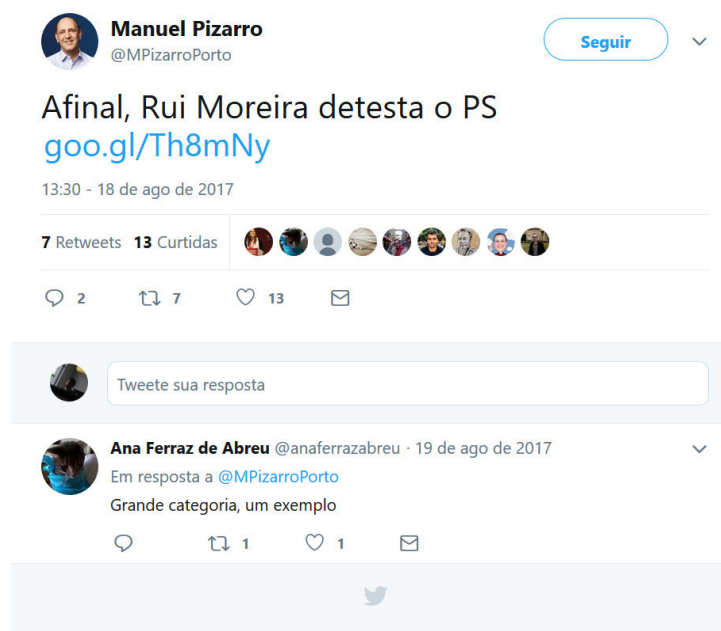 Manuel Pizarro
@MPizarroPorto
Seguir
Afinal, Rui Moreira detesta o PS
goo.gl/Th8mNy
13:30 - 18 de ago de 2017
7 Retweets 13 Curtidas
2 7 13
Tweete sua resposta
Ana Ferraz de Abreu @anaferrazabreu · 19 de ago de 2017
Em resposta a @MPizarroPorto
Grande categoria, um exemplo
1 1